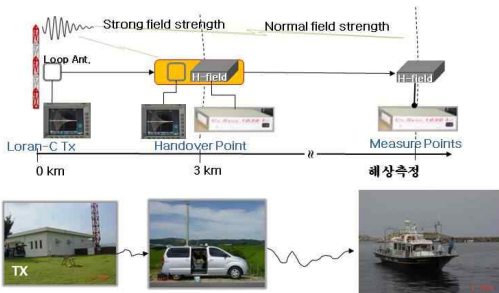 Strong field strength
Normal field strength
Loop Ant.
H-field
H-field
Loran-C Tx
Handover Point
Measure Points
0 km
3 km
≈
해상측정
TX